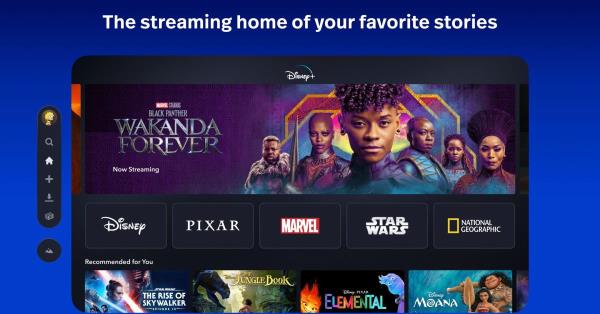 The streaming home of your favorite stories
Disney+
MARVEL STUDIOS
BLACK PANTHER
WAKANDA
FOREVER
Now Streaming
Disney
PIXAR
MARVEL
STAR
WARS
NATIONAL
GEOGRAPHIC
Recommended for You
STAR WARS
THE RISE OF
SKYWALKER
JUNGLE BOOK
DISNEY PIXAR
ELEMENTAL
Disney
MOANA